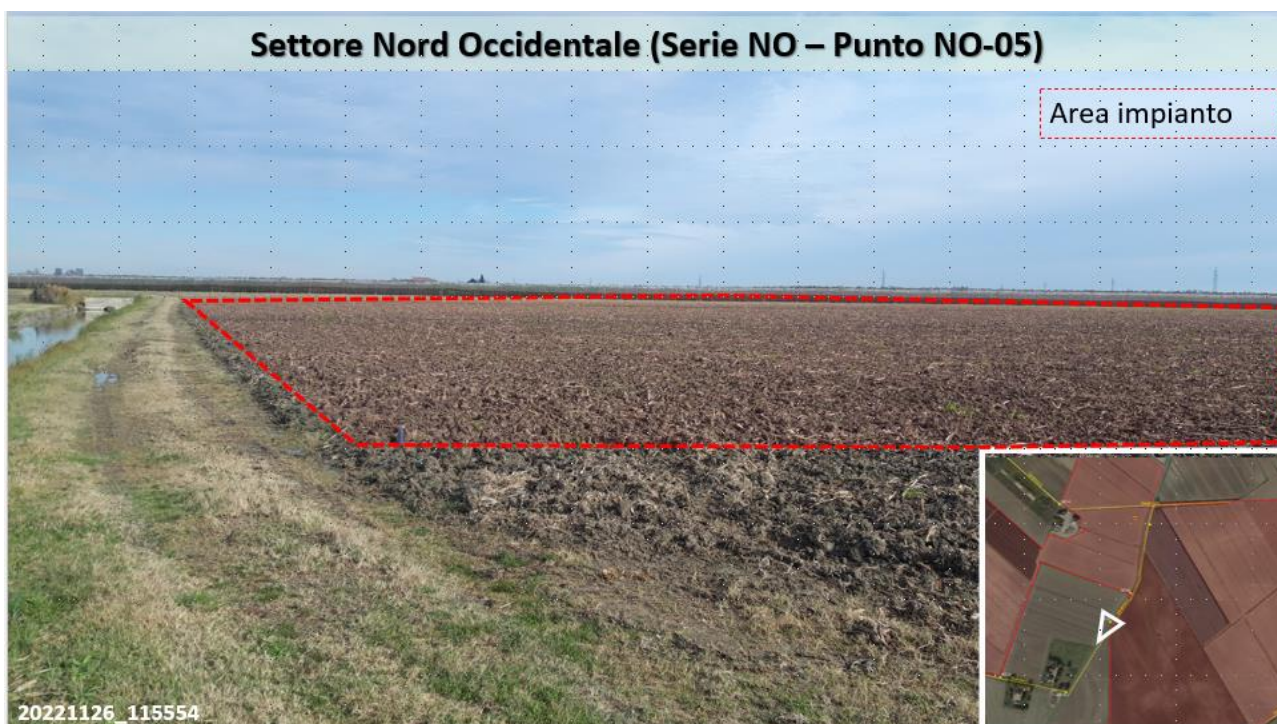 Settore Nord Occidentale (Serie NO – Punto NO-05)
Area impianto
20221126_115554